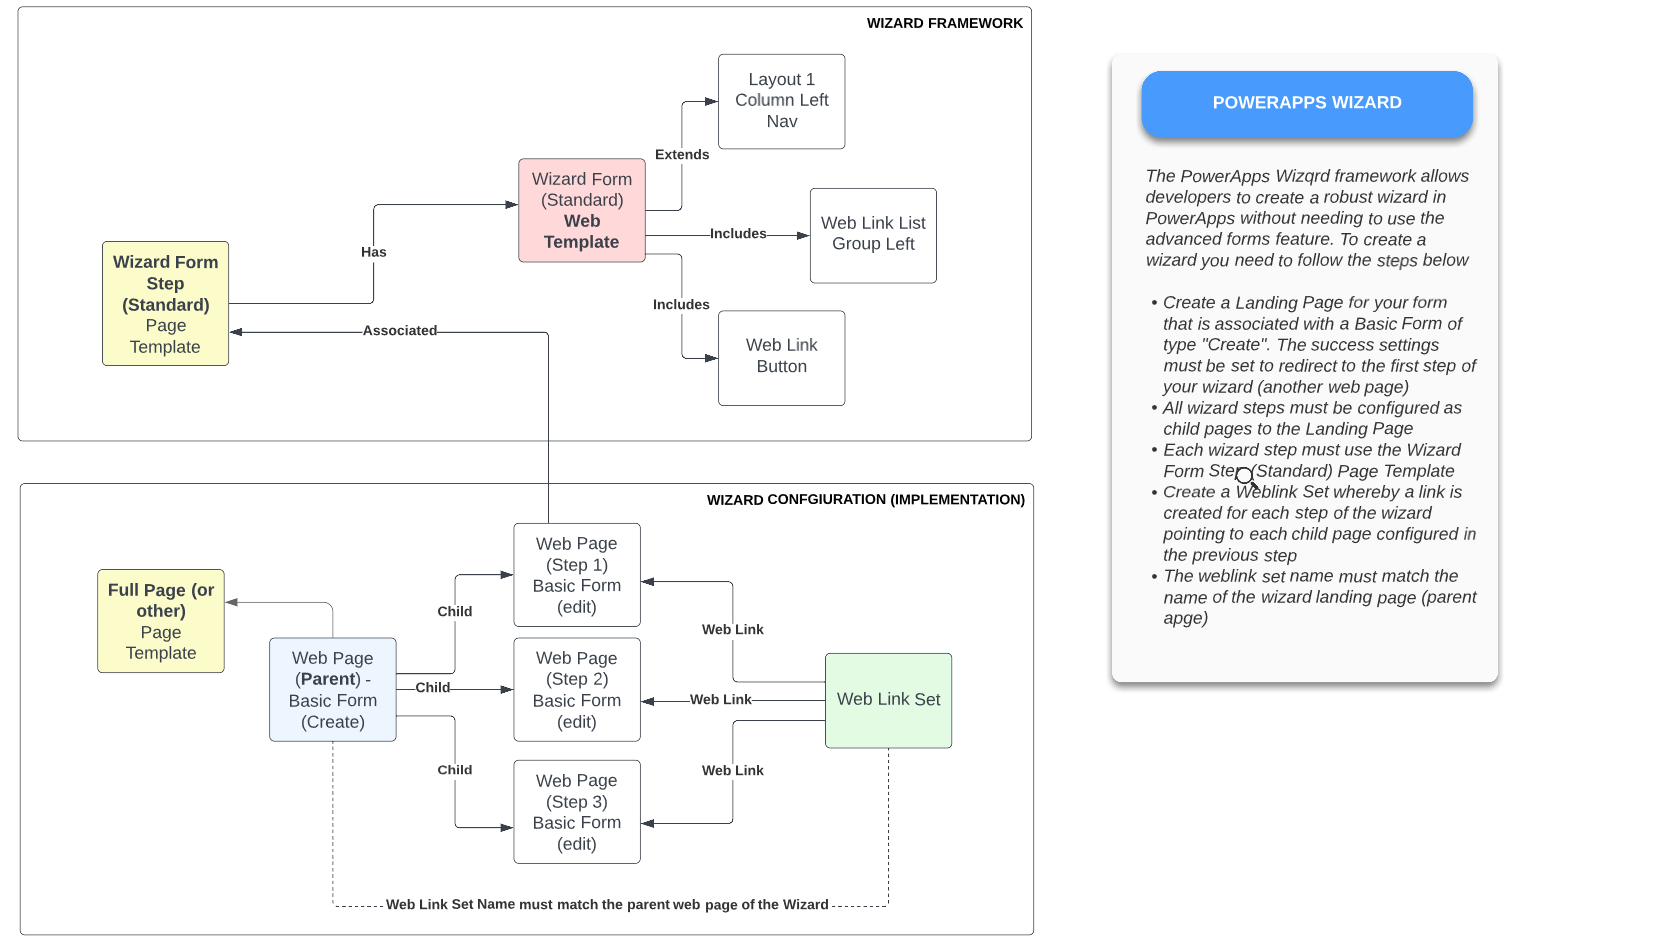 WIZARD FRAMEWORK
Layout 1
Column Left
Nav
Extends
Wizard Form
(Standard)
Web
Template
Includes
Web Link List
Group Left
Has
Wizard Form
Step
(Standard)
Page
Template
Includes
Associated
Web Link
Button
WIZARD CONFGIURATION (IMPLEMENTATION)
Web Page
(Step 1)
Basic Form
(edit)
Full Page (or
other)
Page
Template
Child
Web Link
Web Page
(Parent) -
Basic Form
(Create)
Child
Web Page
(Step 2)
Basic Form
(edit)
Web Link
Web Link Set
Child
Web Link
Web Page
(Step 3)
Basic Form
(edit)
Web Link Set Name must match the parent web page of the Wizard
POWERAPPS WIZARD
The PowerApps Wizqrd framework allows
developers to create a robust wizard in
PowerApps without needing to use the
advanced forms feature. To create a
wizard you need to follow the steps below
• Create a Landing Page for your form
that is associated with a Basic Form of
type "Create". The success settings
must be set to redirect to the first step of
your wizard (another web page)
• All wizard steps must be configured as
child pages to the Landing Page
• Each wizard step must use the Wizard
Form Step (Standard) Page Template
• Create a Weblink Set whereby a link is
created for each step of the wizard
pointing to each child page configured in
the previous step
• The weblink set name must match the
name of the wizard landing page (parent
apge)